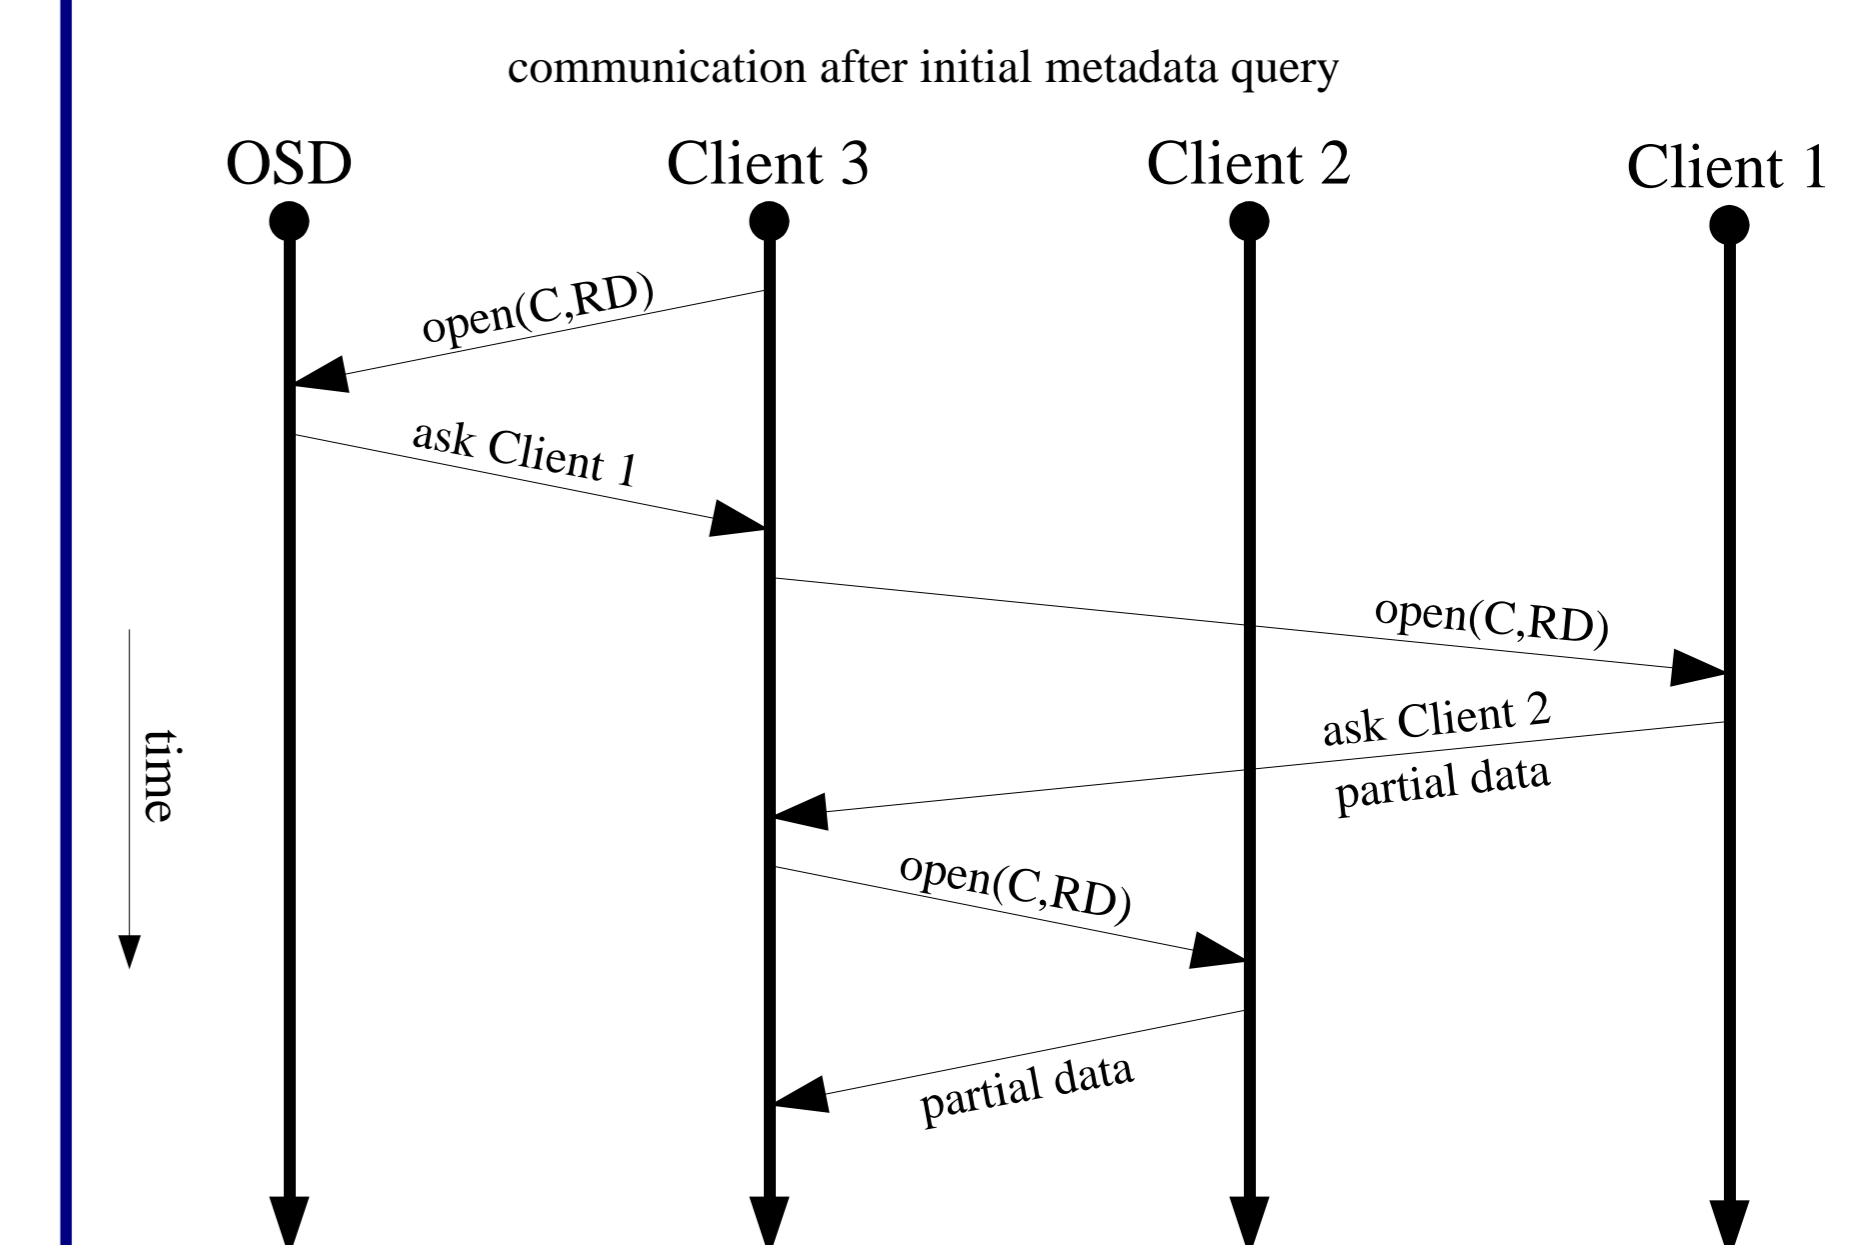 communication after initial metadata query
OSD
Client 3
Client 2
Client 1
open(C,RD)
ask Client 1
open(C,RD)
ask Client 2
partial data
time
open(C,RD)
partial data